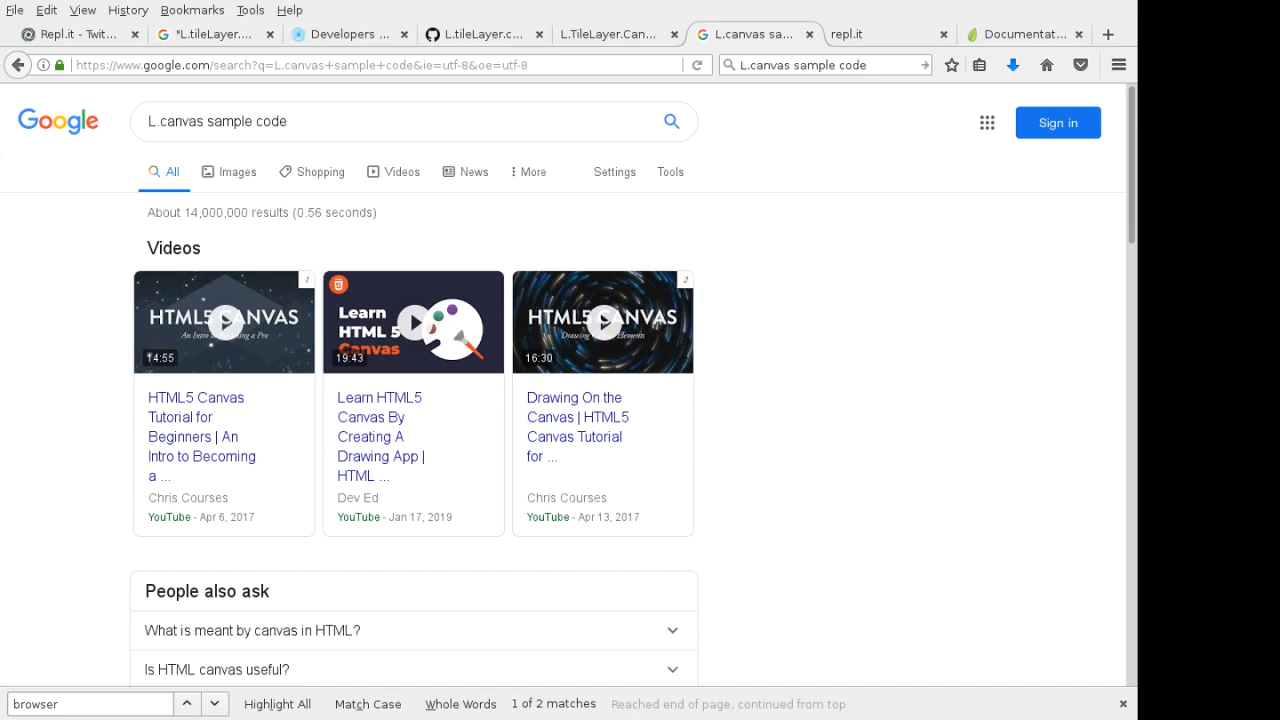 File Edit View History Bookmarks Tools Help
Repl.it - Twit... "L.tileLayer.... Developers ... L.tileLayer.c... L.TileLayer.Can... L.canvas sa... repl.it Documentat...
https://www.google.com/search?q=L.canvas+sample+code&ie=utf-8&oe=utf-8 L.canvas sample code
Google L.canvas sample code Sign in
All Images Shopping Videos News More Settings Tools
About 14,000,000 results (0.56 seconds)
Videos
HTML5 CANVAS
1
14:55
Learn
HTML 5
Canvas
19:43
HTML5 CANVAS
2
16:30
HTML5 Canvas
Tutorial for
Beginners | An
Intro to Becoming
a ...
Chris Courses
YouTube - Apr 6, 2017
Learn HTML5
Canvas By
Creating A
Drawing App |
HTML ...
Dev Ed
YouTube - Jan 17, 2019
Drawing On the
Canvas | HTML5
Canvas Tutorial
for ...
Chris Courses
YouTube - Apr 13, 2017
People also ask
What is meant by canvas in HTML?
Is HTML canvas useful?
browser Highlight All Match Case Whole Words 1 of 2 matches Reached end of page, continued from top